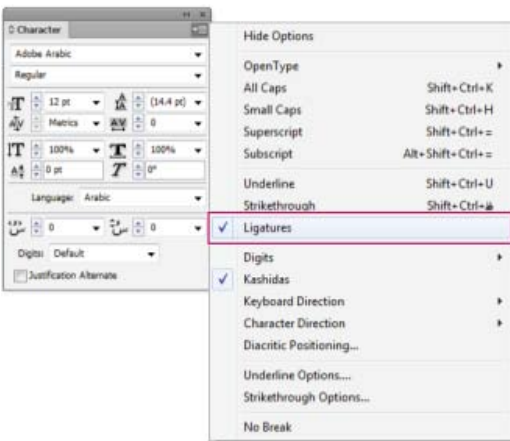 Character
Adobe Arabic
Regular
12 pt
(14.4 pt)
Metrics
0
100%
100%
0 pt
0°
Language: Arabic
0
0
Digits: Default
Justification Alternate
Hide Options
OpenType
All Caps Shift+Ctrl+K
Small Caps Shift+Ctrl+H
Superscript Shift+Ctrl+=
Subscript Alt+Shift+Ctrl+=
Underline Shift+Ctrl+U
Strikethrough Shift+Ctrl+
Ligatures
Digits
Kashidas
Keyboard Direction
Character Direction
Diacritic Positioning...
Underline Options....
Strikethrough Options...
No Break